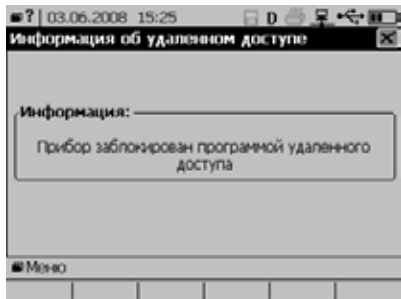 ? 03.06.2008 15:25 D
Информация об удаленном доступе
Информация:
Прибор заблокирован программой удаленного
доступа
Меню